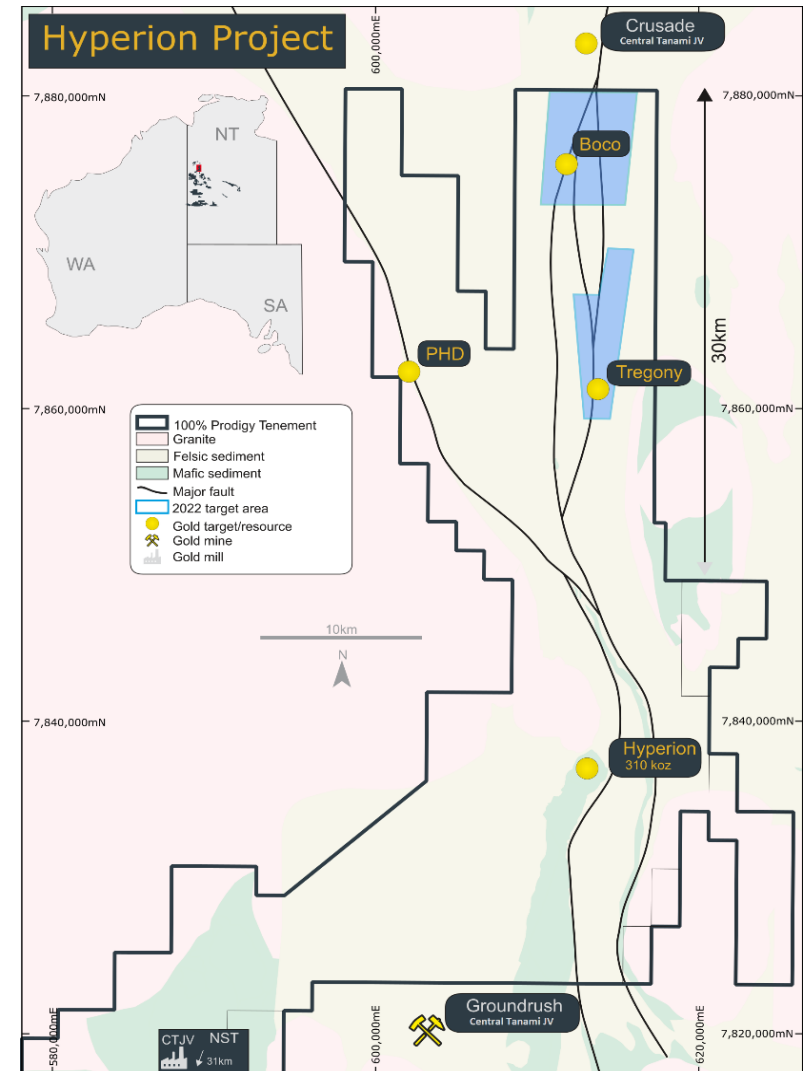 Hyperion Project
600,000mE
Crusade
Central Tanami JV
7,880,000mN
7,880,000mN
NT
WA
SA
Boco
30km
PHD
Tregony
7,860,000mN
7,860,000mN
100% Prodigy Tenement
Granite
Felsic sediment
Mafic sediment
Major fault
2022 target area
Gold target/resource
Gold mine
Gold mill
10km
N
7,840,000mN
7,840,000mN
Hyperion
310 koz
Groundrush
Central Tanami JV
CTJV NST
31km
580,000mE
600,000mE
620,000mE
7,820,000mN